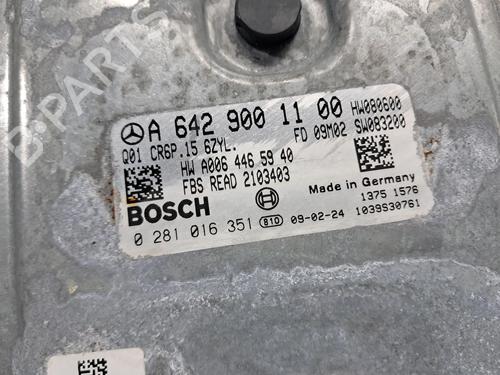 A 642 900 11 00
HW080600
Q01 CR6P.15 6ZYL.
FD 09M02
SW083200
HW A006 446 59 40
FBS READ 2103403
Made in Germany
BOSCH
1375 1576
0 281 016 351 810 09-02-24 1039S30761
B-PARTS